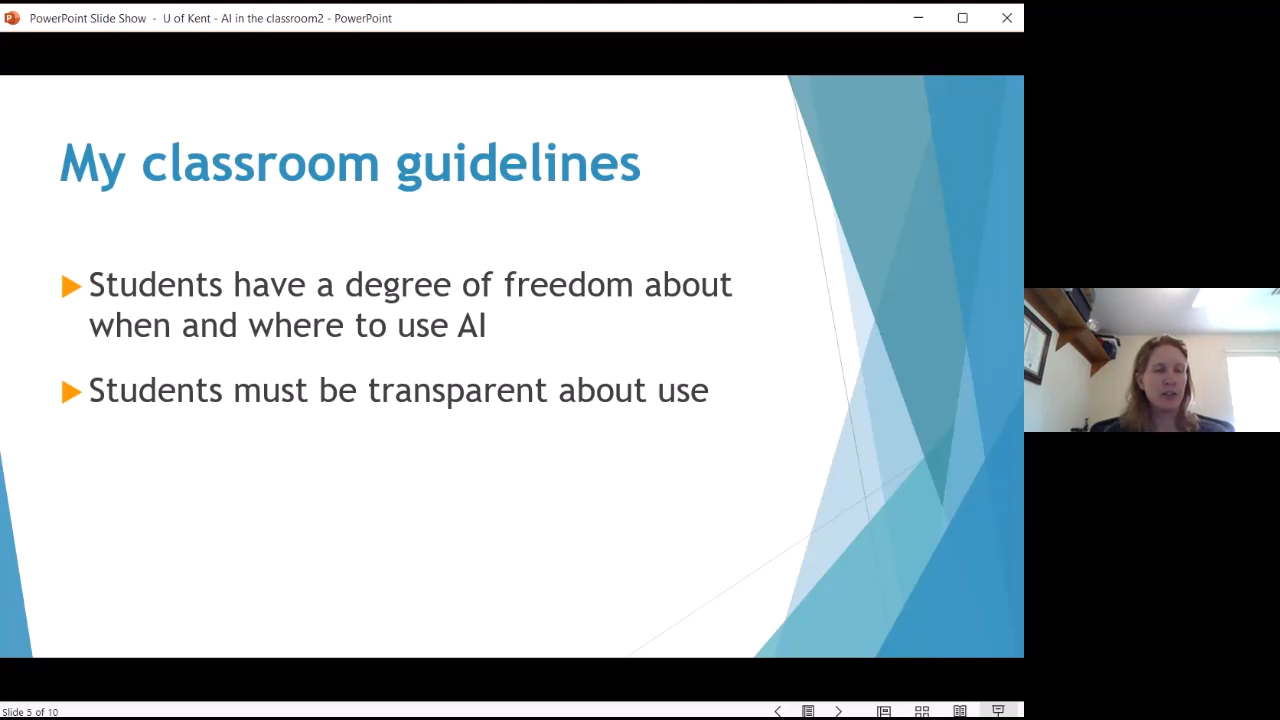 PowerPoint Slide Show - U of Kent - AI in the classroom2 - PowerPoint
My classroom guidelines
Students have a degree of freedom about
when and where to use AI
Students must be transparent about use
Slide 5 of 10